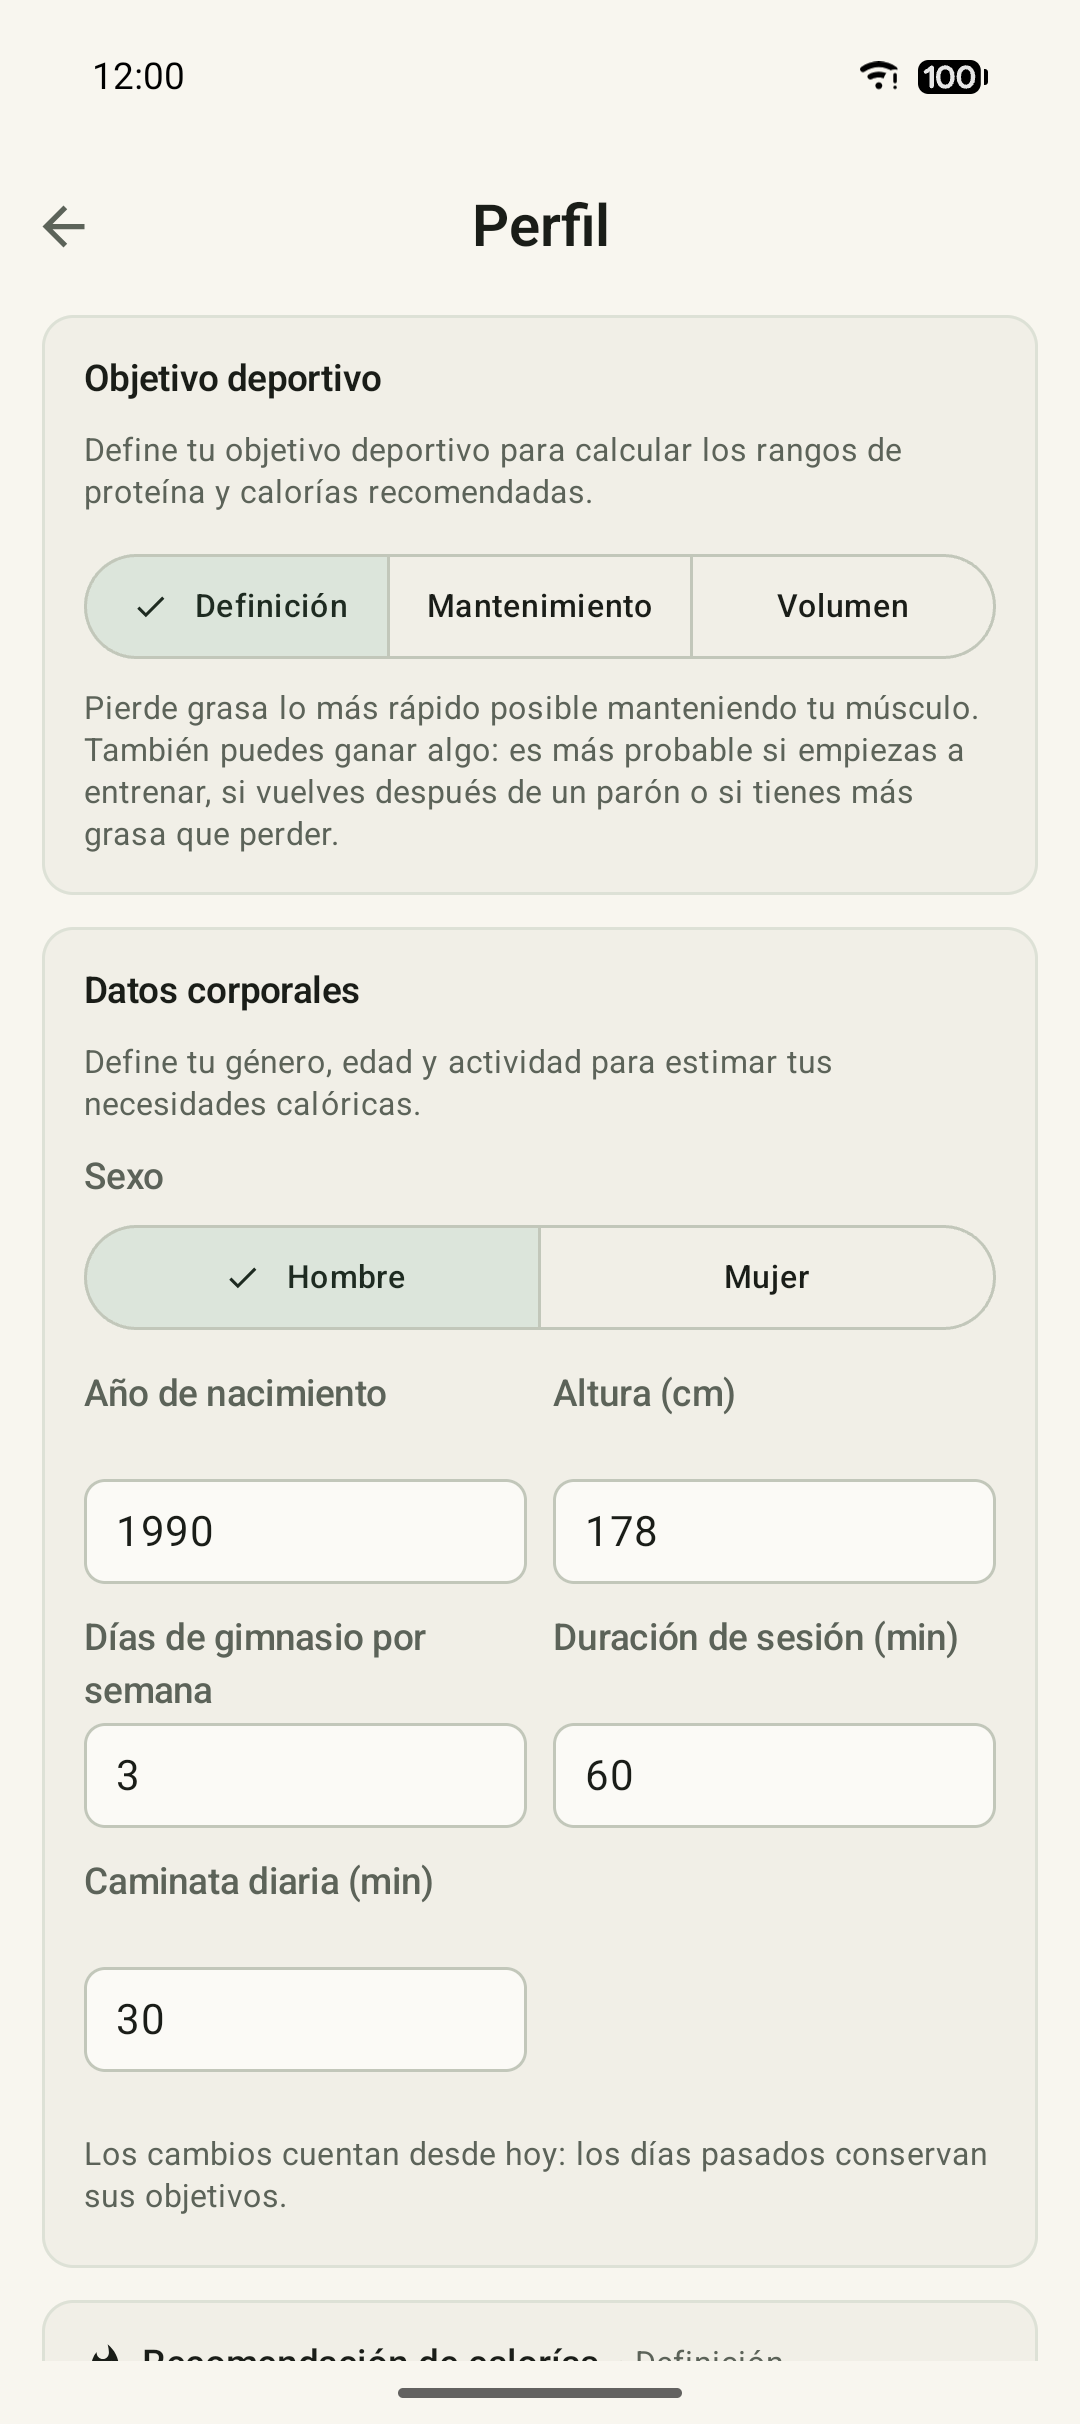 12:00
100
Perfil
Objetivo deportivo
Define tu objetivo deportivo para calcular los rangos de
proteína y calorías recomendadas.
Definición
Mantenimiento
Volumen
Pierde grasa lo más rápido posible manteniendo tu músculo.
También puedes ganar algo: es más probable si empiezas a
entrenar, si vuelves después de un parón o si tienes más
grasa que perder.
Datos corporales
Define tu género, edad y actividad para estimar tus
necesidades calóricas.
Sexo
Hombre
Mujer
Año de nacimiento
Altura (cm)
1990
178
Días de gimnasio por
semana
Duración de sesión (min)
3
60
Caminata diaria (min)
30
Los cambios cuentan desde hoy: los días pasados conservan
sus objetivos.
Recomendación de calorías
Definición